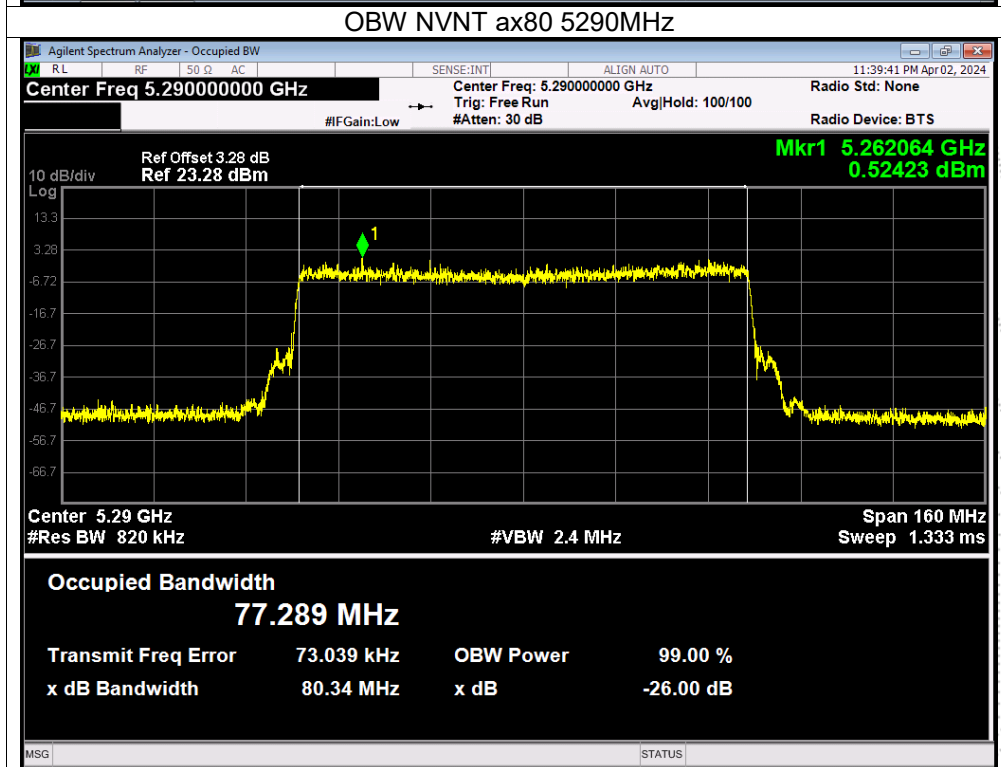 OBW NVNT ax80 5290MHz
Agilent Spectrum Analyzer - Occupied BW
LXI RL RF 50 Ω AC SENSE:INT ALIGN AUTO 11:39:41 PM Apr 02, 2024
Center Freq 5.290000000 GHz Center Freq: 5.290000000 GHz Radio Std: None
Trig: Free Run Avg|Hold: 100/100
#IFGain:Low #Atten: 30 dB Radio Device: BTS
Ref Offset 3.28 dB Mkr1 5.262064 GHz
10 dB/div Ref 23.28 dBm 0.52423 dBm
Log
13.3
1
3.28
-6.72
-16.7
-26.7
-36.7
-46.7
-56.7
-66.7
Center 5.29 GHz Span 160 MHz
#Res BW 820 kHz #VBW 2.4 MHz Sweep 1.333 ms
Occupied Bandwidth
77.289 MHz
Transmit Freq Error 73.039 kHz OBW Power 99.00 %
x dB Bandwidth 80.34 MHz x dB -26.00 dB
MSG STATUS